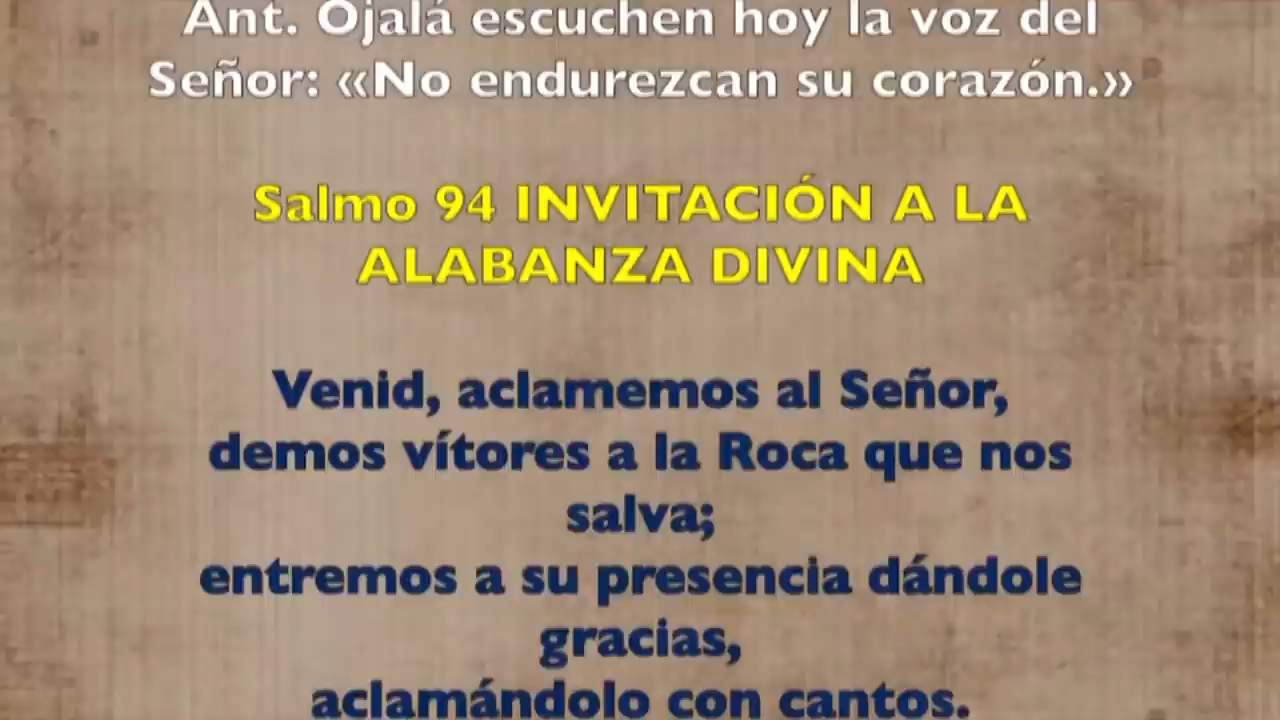 Ant. Ojalá escuchen hoy la voz del
Señor: «No endurezcan su corazón.»
Salmo 94 INVITACIÓN A LA
ALABANZA DIVINA
Venid, aclamemos al Señor,
demos vítores a la Roca que nos
salva;
entremos a su presencia dándole
gracias,
aclamándolo con cantos.